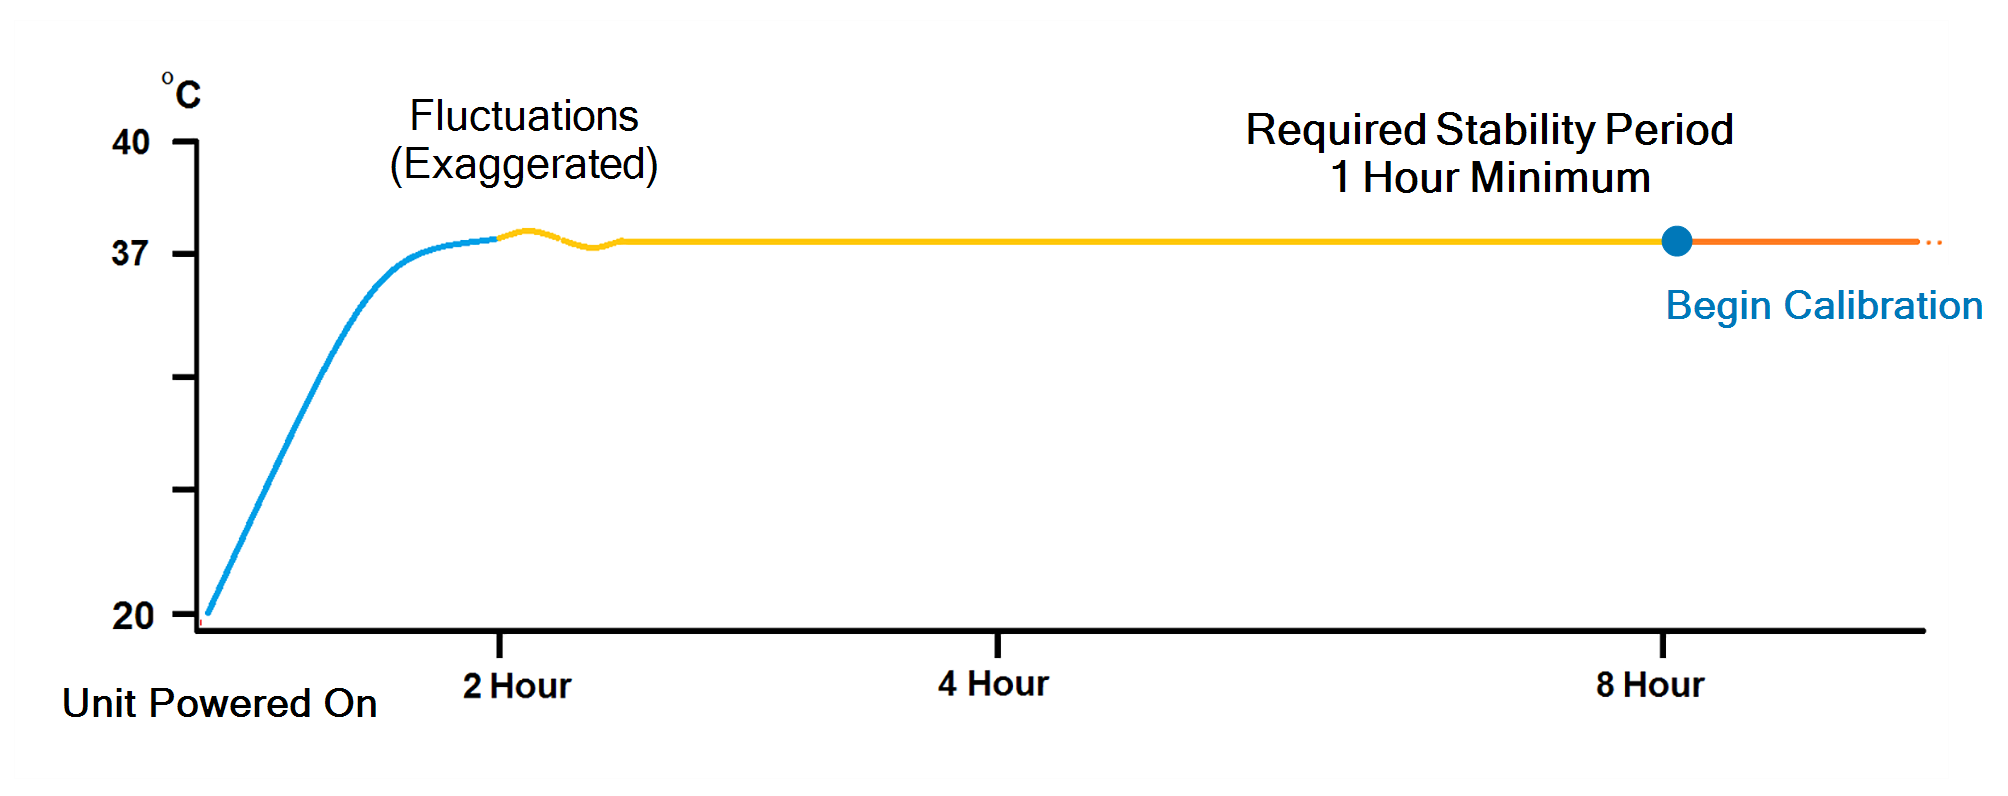 °C
Fluctuations
(Exaggerated)
Required Stability Period
1 Hour Minimum
40
37
Begin Calibration
20
Unit Powered On
2 Hour
4 Hour
8 Hour